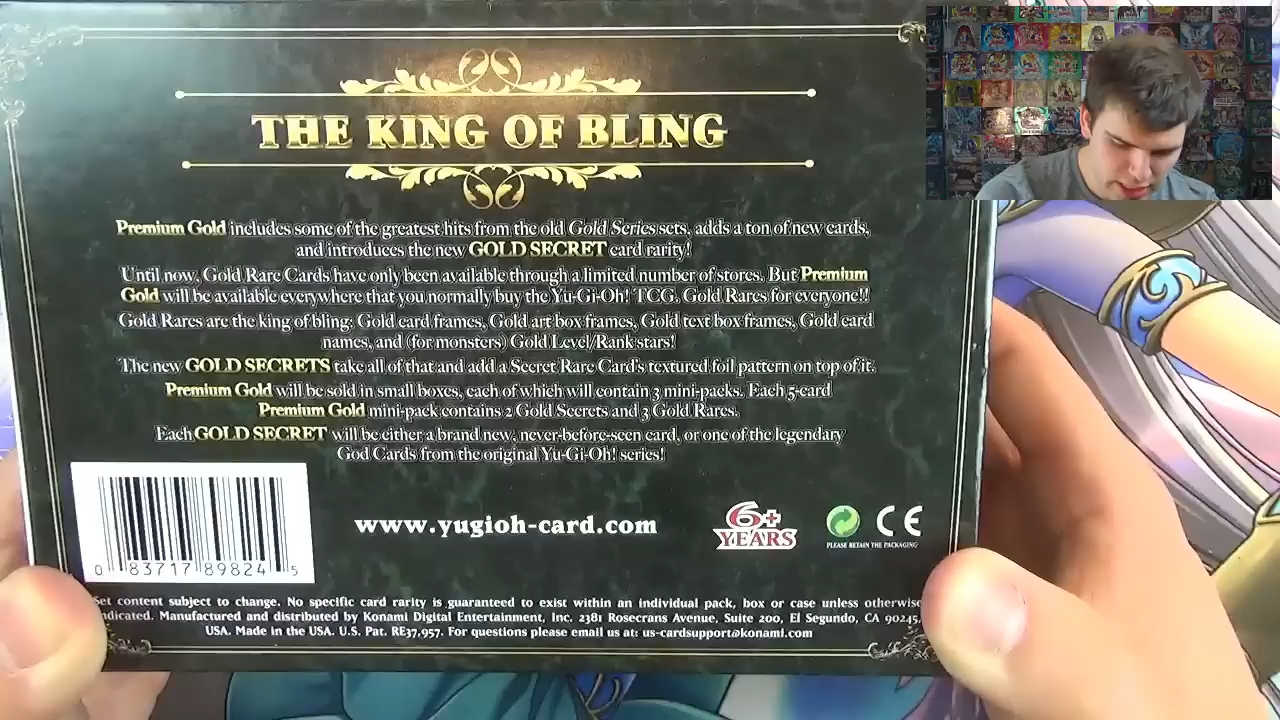 THE KING OF BLING
Premium Gold includes some of the greatest hits from the old Gold Series sets, adds a ton of new cards,
and introduces the new GOLD SECRET card rarity!
Until now, Gold Rare Cards have only been available through a limited number of stores. But Premium
Gold will be available everywhere that you normally buy the Yu-Gi-Oh! TCG. Gold Rares for everyone!!
Gold Rares are the king of bling: Gold card frames, Gold art box frames, Gold text box frames, Gold card
names, and (for monsters) Gold Level/Rank stars!
The new GOLD SECRETS take all of that and add a Secret Rare Card's textured foil pattern on top of it.
Premium Gold will be sold in small boxes, each of which will contain 3 mini-packs. Each 5-card
Premium Gold mini-pack contains 2 Gold Secrets and 3 Gold Rares.
Each GOLD SECRET will be either a brand new, never-before-seen card, or one of the legendary
God Cards from the original Yu-Gi-Oh! series!
0 83717 89824 5
www.yugioh-card.com
6+
YEARS
CE
PLEASE RETAIN THE PACKAGING
Set content subject to change. No specific card rarity is guaranteed to exist within an individual pack, box or case unless otherwise
ndicated. Manufactured and distributed by Konami Digital Entertainment, Inc. 2381 Rosecrans Avenue, Suite 200, El Segundo, CA 90245,
USA. Made in the USA. U.S. Pat. RE37,957. For questions please email us at: us-cardsupport@konami.com